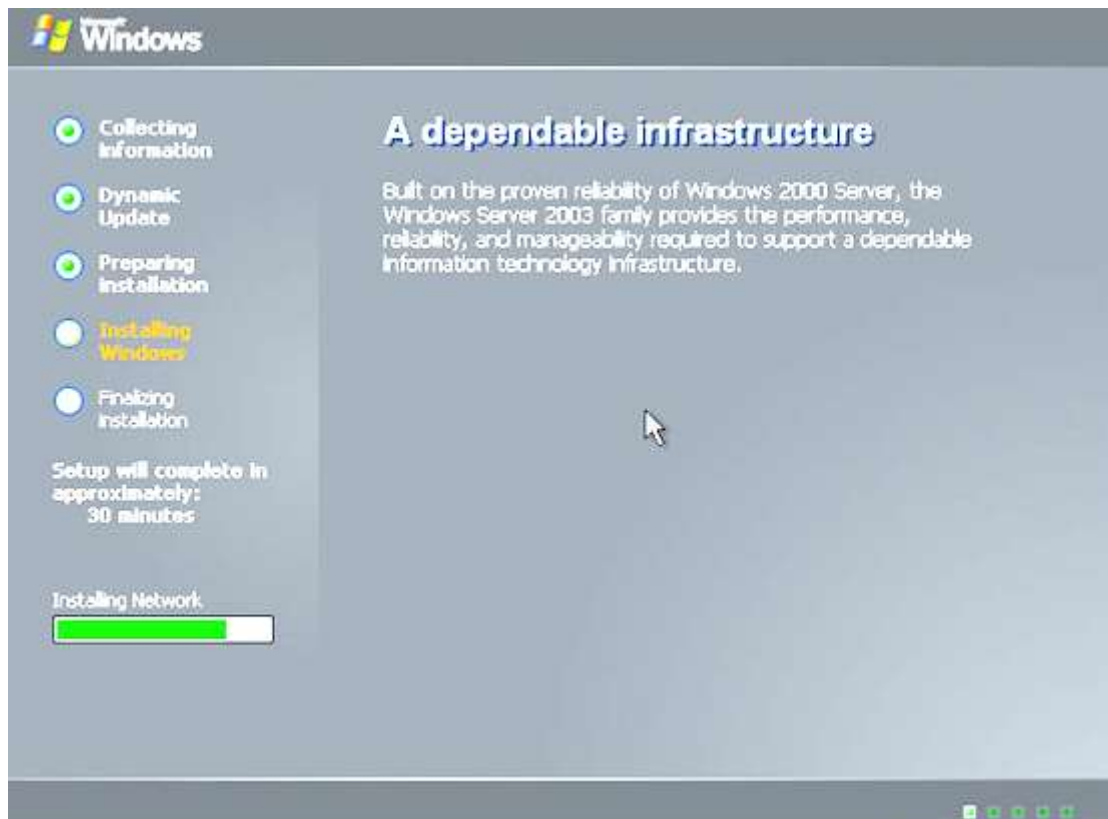 Microsoft
Windows
Collecting
information
Dynamic
Update
Preparing
installation
Installing
Windows
Finalizing
installation
Setup will complete in
approximately:
30 minutes
Installing Network
A dependable infrastructure
Built on the proven reliability of Windows 2000 Server, the
Windows Server 2003 family provides the performance,
reliability, and manageability required to support a dependable
information technology infrastructure.